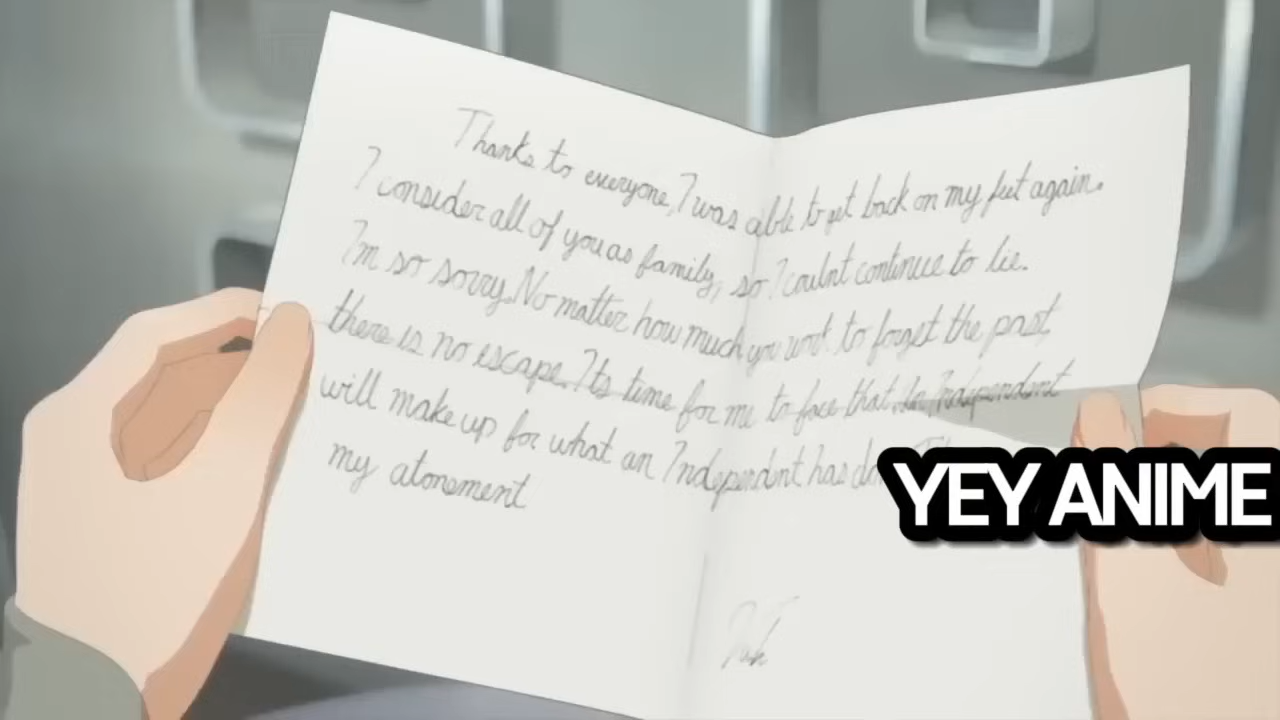 Thanks to everyone, I was able to get back on my feet again.
I consider all of you as family, so I coulnt continue to lie.
I'm so sorry. No matter how much you want to forget the past,
there is no escape. Its time for me to face that. An Independent
will make up for what an Independent has
my atonement
YEY ANIME